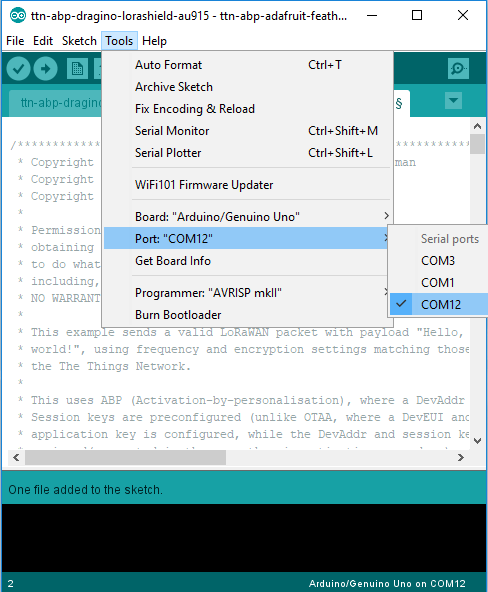 ttn-abp-dragino-lorashield-au915 - ttn-abp-adafruit-feath...
File Edit Sketch Tools Help
Auto Format Ctrl+T
Archive Sketch
Fix Encoding & Reload
Serial Monitor Ctrl+Shift+M
Serial Plotter Ctrl+Shift+L
WiFi101 Firmware Updater
Board: "Arduino/Genuino Uno"
Port: "COM12"
Get Board Info
Programmer: "AVRISP mkII"
Burn Bootloader
Serial ports
COM3
COM1
COM12
ttn-abp-dragino §
/******* *******
* Copyright man
* Copyright
* Copyright
*
* Permission
* obtaining
* to do what
* including,
* NO WARRANT
*
* This example sends a valid LoRaWAN packet with payload "Hello,
* world!", using frequency and encryption settings matching those
* the The Things Network.
*
* This uses ABP (Activation-by-personalisation), where a DevAddr
* Session keys are preconfigured (unlike OTAA, where a DevEUI and
* application key is configured, while the DevAddr and session ke
One file added to the sketch.
2 Arduino/Genuino Uno on COM12